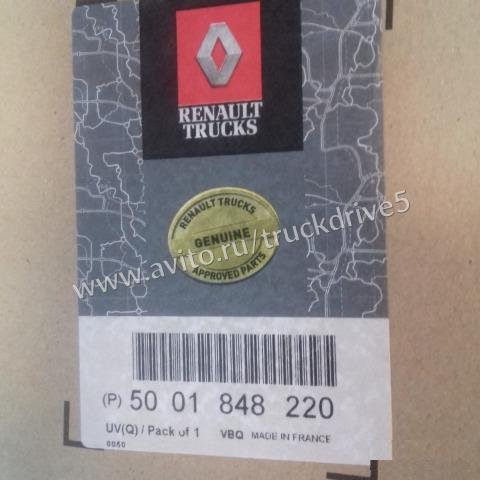 RENAULT
TRUCKS
RENAULT TRUCKS
GENUINE
APPROVED PARTS
www.avito.ru/truckdrive5
(P) 50 01 848 220
UV(Q) / Pack of 1 VBQ MADE IN FRANCE
0060